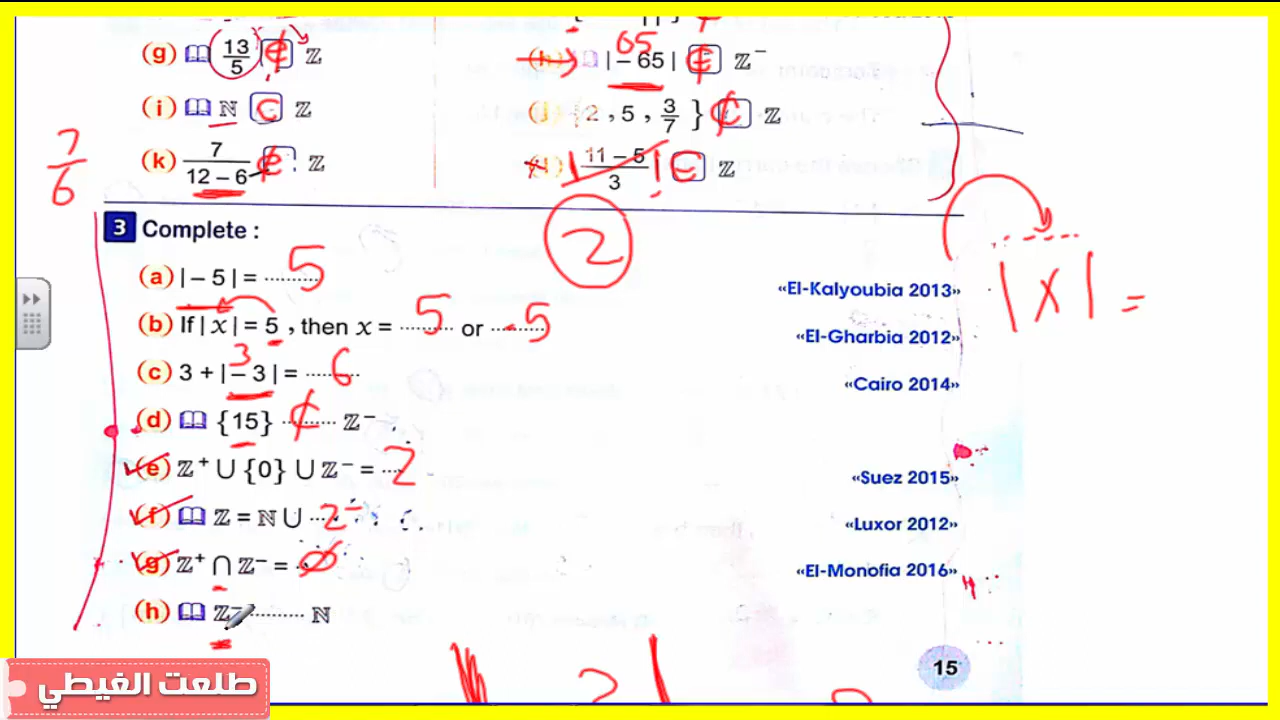 (g) 13/5 ∉ ℤ
(h) |– 65| 65 ∉ ℤ⁻
(i) ℕ ⊂ ℤ
(j) {2 , 5 , 3/7} ⊄ ℤ
(k) 7/(12 – 6) ∉ ℤ
7/6
(l) (11 – 5)/3 ∈ ℤ
2
3 Complete :
(a) |– 5| = ......... 5
«El-Kalyoubia 2013»
|x| =
(b) If |x| = 5 , then x = ......... 5 or ......... -5
«El-Gharbia 2012»
(c) 3 + |– 3| = ......... 3 6
«Cairo 2014»
(d) {15} ......... ⊄ ℤ⁻
(e) ℤ⁺ ∪ {0} ∪ ℤ⁻ = ... Z
«Suez 2015»
(f) ℤ = ℕ ∪ ... Z⁻
«Luxor 2012»
(g) ℤ⁺ ∩ ℤ⁻ = ... ∅
«El-Monofia 2016»
(h) ℤ⁻ ......... ℕ
15
طلعت الغيطي